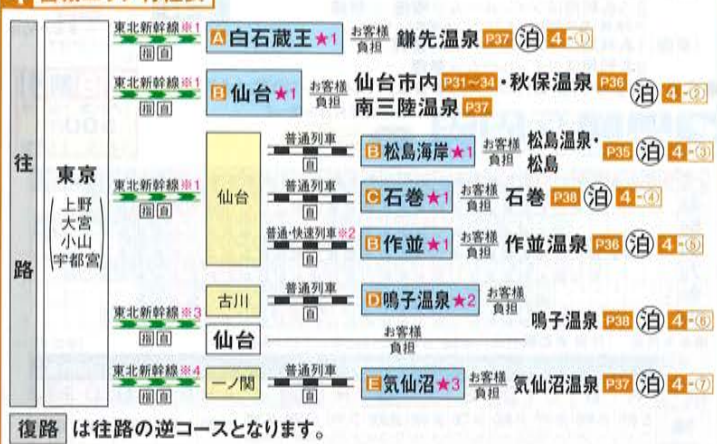 往路
東京
(上野
大宮
小山
宇都宮)
東北新幹線※1
指 自
A 白石蔵王★1
お客様負担
鎌先温泉 P37 泊 4-①
東北新幹線※1
指 自
B 仙台★1
お客様負担
仙台市内 P31~34・秋保温泉 P36
南三陸温泉 P37
泊 4-②
東北新幹線※1
指 自
仙台
普通列車
自
B 松島海岸★1
お客様負担
松島温泉・
松島
P35 泊 4-③
普通列車
自
C 石巻★1
お客様負担
石巻 P38 泊 4-④
普通・快速列車※2
自
B 作並★1
お客様負担
作並温泉 P36 泊 4-⑤
東北新幹線※3
指 自
古川
普通列車
自
D 鳴子温泉★2
お客様負担
仙台
お客様負担
鳴子温泉 P38 泊 4-⑥
東北新幹線※4
指 自
一ノ関
普通列車
自
E 気仙沼★3
お客様負担
気仙沼温泉 P37 泊 4-⑦
復路 は往路の逆コースとなります。